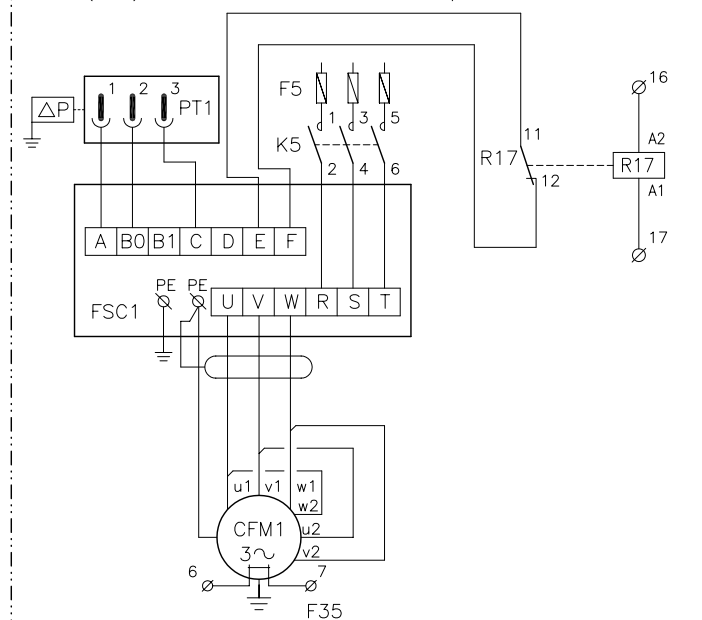 16
1 2 3
F5
△P
PT1
1 3 5
11
A2
K5
R17
R17
2 4 6
12
A1
A B0 B1 C D E F
17
PE PE
U V W R S T
FSC1
u1 v1 w1
w2
CFM1
u2
3~
v2
6 7
F35